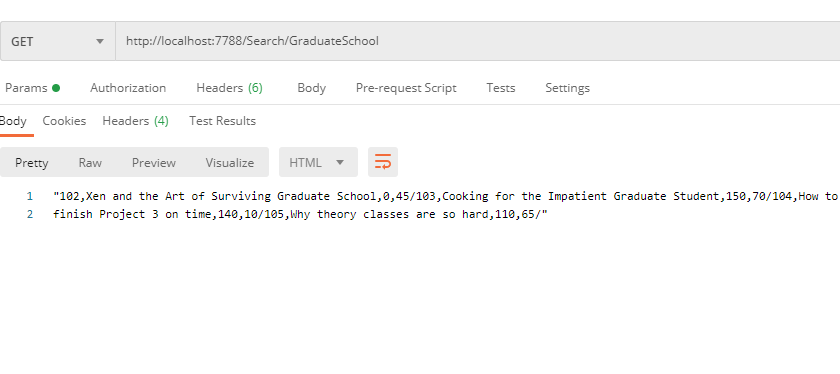 GET http://localhost:7788/Search/GraduateSchool
Params Authorization Headers (6) Body Pre-request Script Tests Settings
Body Cookies Headers (4) Test Results
Pretty Raw Preview Visualize HTML
1 "102,Xen and the Art of Surviving Graduate School,0,45/103,Cooking for the Impatient Graduate Student,150,70/104,How to
2 finish Project 3 on time,140,10/105,Why theory classes are so hard,110,65/"